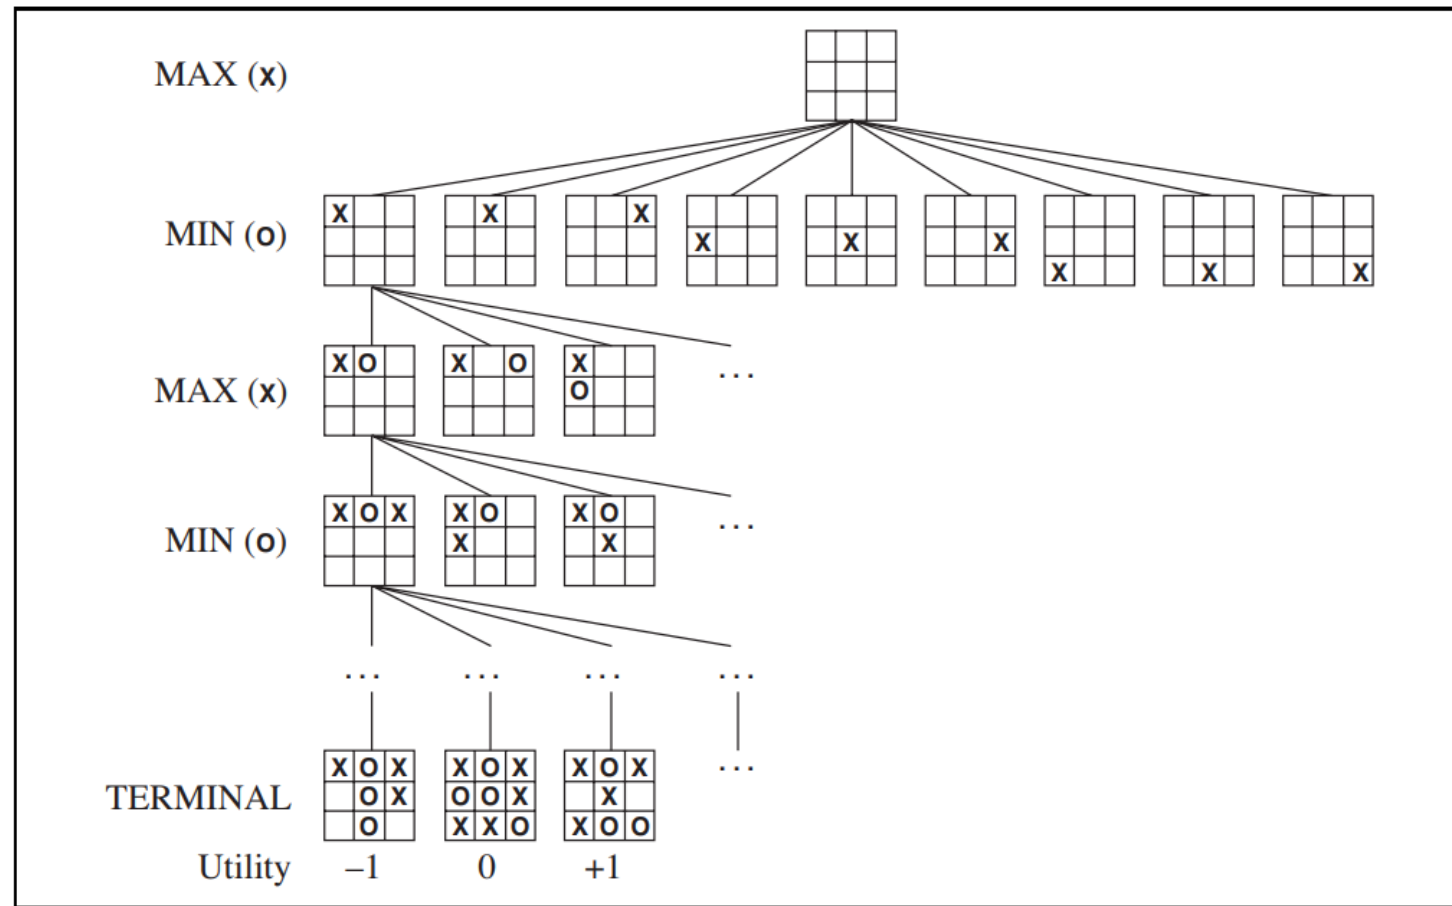 MAX (x)
MIN (o)
X X X X X X X X X
MAX (x)
X O X O X
O
...
MIN (o)
X O X X O X O
X X
...
... ... ... ...
TERMINAL
X O X X O X X O X
O X O O X X
O X X O X O O
...
Utility –1 0 +1